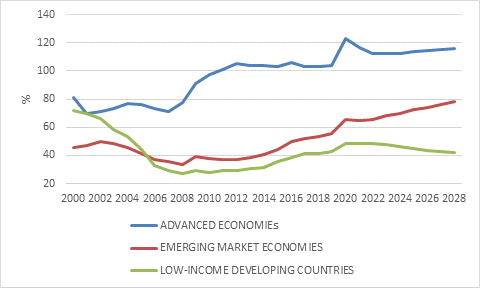 140
120
100
80
60
40
20
%
2000 2002 2004 2006 2008 2010 2012 2014 2016 2018 2020 2022 2024 2026 2028
ADVANCED ECONOMIEs
EMERGING MARKET ECONOMIES
LOW-INCOME DEVELOPING COUNTRIES